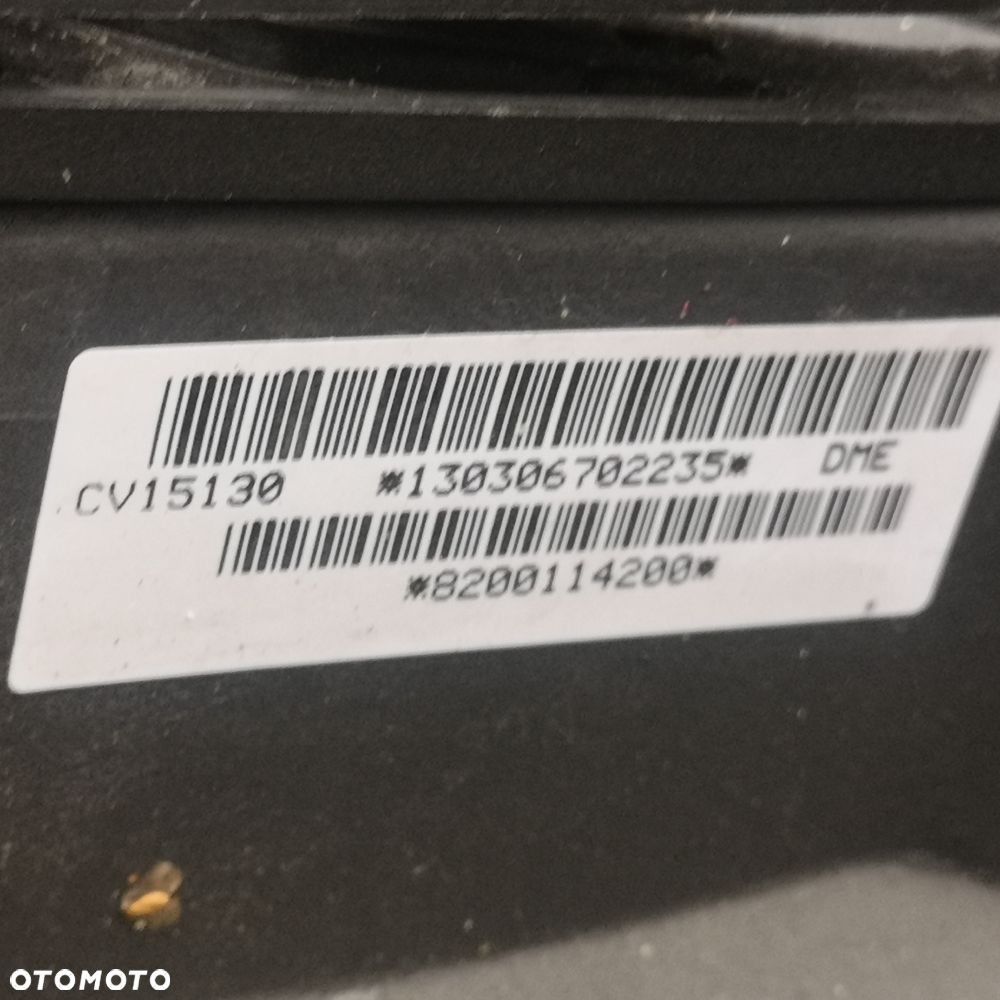 CV15130 *130306702235* DME
*8200114200*
OTOMOTO